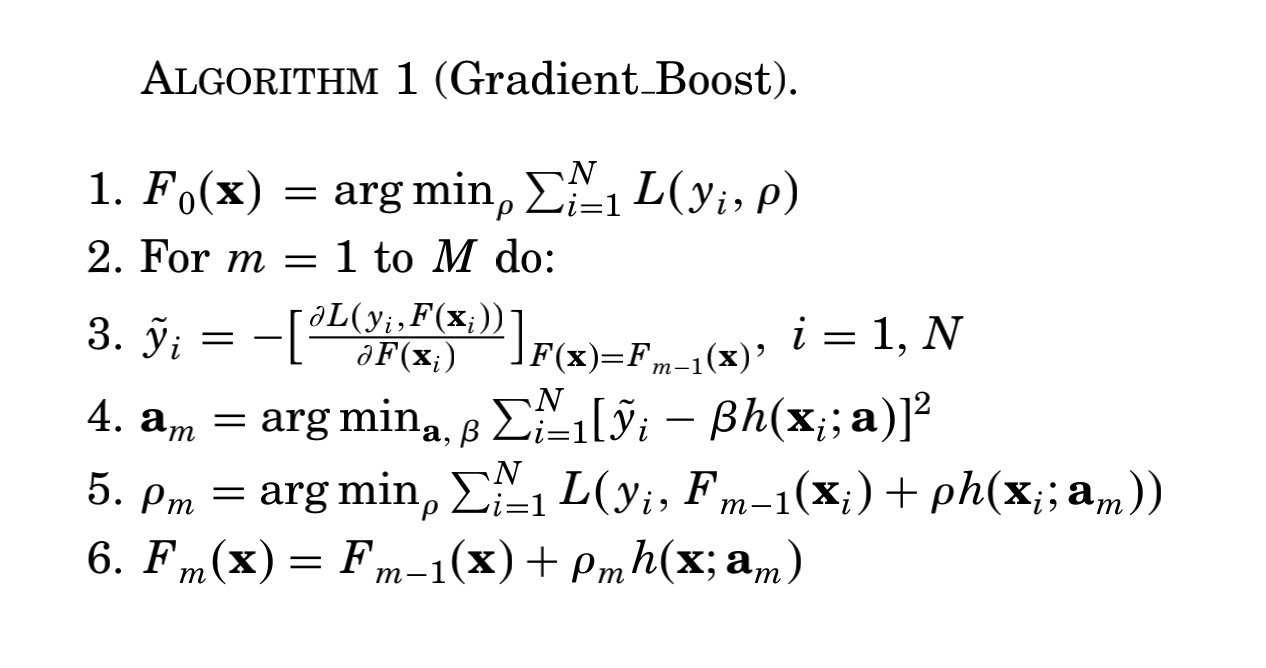 ALGORITHM 1 (Gradient_Boost).
1. F₀(𝐱) = arg min_ρ ∑_{i=1}^{N} L(y_i, ρ)
2. For m = 1 to M do:
3. ỹ_i = −[∂L(y_i, F(𝐱_i)) / ∂F(𝐱_i)]_{F(𝐱)=F_{m−1}(𝐱)}, i = 1, N
4. 𝐚_m = arg min_{𝐚, β} ∑_{i=1}^{N} [ỹ_i − βh(𝐱_i; 𝐚)]²
5. ρ_m = arg min_ρ ∑_{i=1}^{N} L(y_i, F_{m−1}(𝐱_i) + ρh(𝐱_i; 𝐚_m))
6. F_m(𝐱) = F_{m−1}(𝐱) + ρ_m h(𝐱; 𝐚_m)